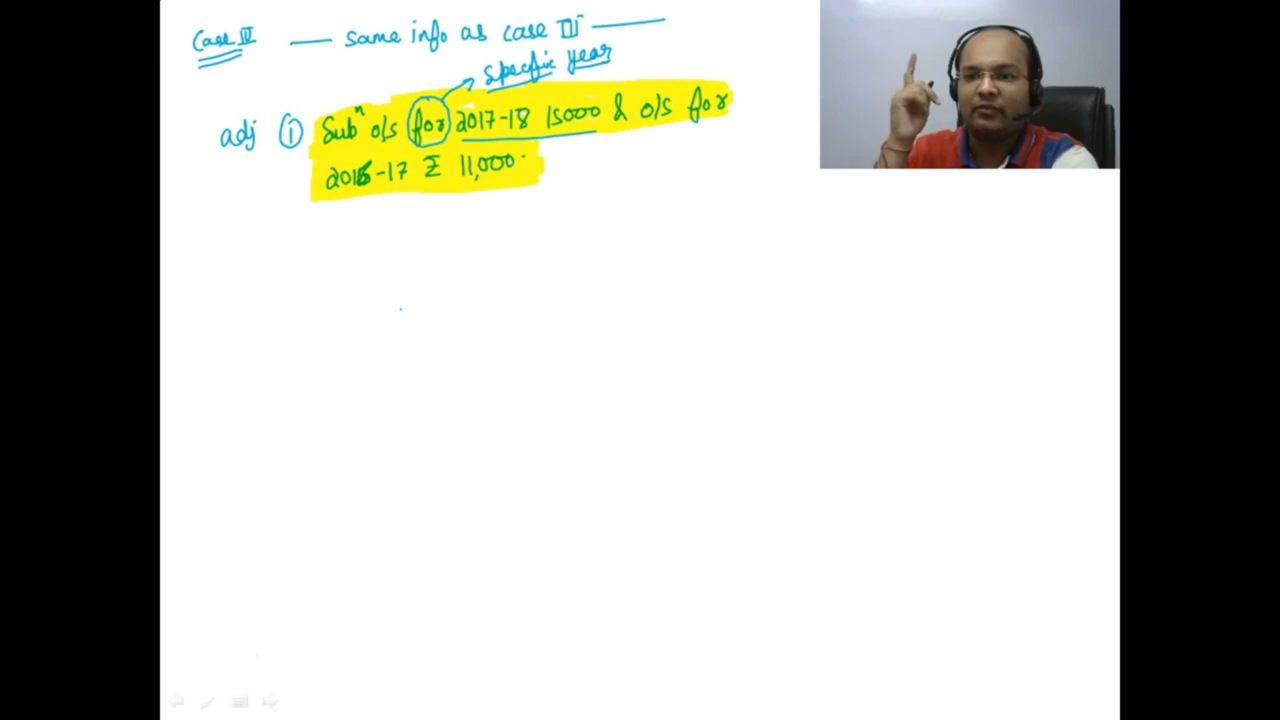 Case IV — same info as case III —
specific year
adj (i) Subⁿ o/s for 2017-18 15000 & o/s for
2016-17 ₹ 11,000.